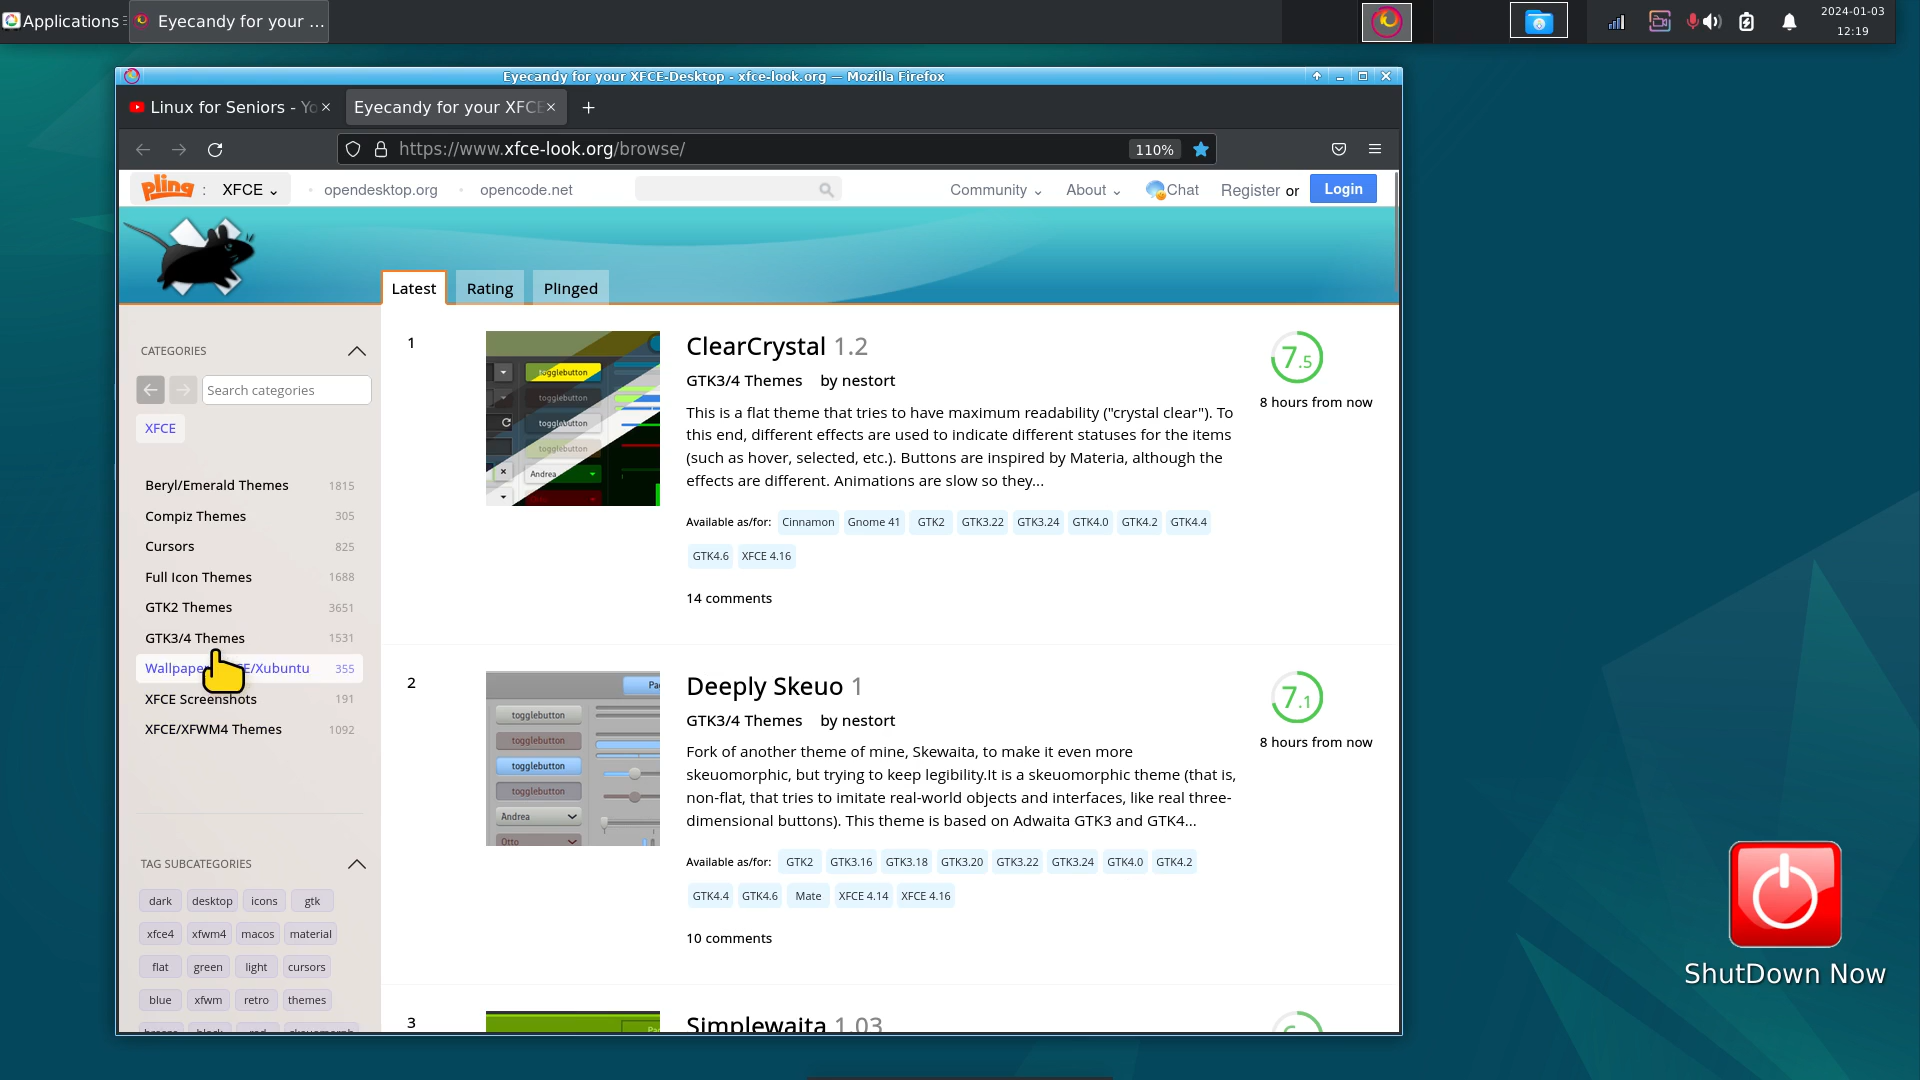 Applications
Eyecandy for your ...
2024-01-03
12:19
Eyecandy for your XFCE-Desktop - xfce-look.org — Mozilla Firefox
Linux for Seniors - Yo
Eyecandy for your XFCE
https://www.xfce-look.org/browse/
110%
pling : XFCE
opendesktop.org
opencode.net
Community
About
Chat
Register or
Login
Latest
Rating
Plinged
CATEGORIES
Search categories
XFCE
Beryl/Emerald Themes 1815
Compiz Themes 305
Cursors 825
Full Icon Themes 1688
GTK2 Themes 3651
GTK3/4 Themes 1531
E/Xubuntu 355
XFCE Screenshots 191
XFCE/XFWM4 Themes 1092
TAG SUBCATEGORIES
dark desktop icons gtk
xfce4 xfwm4 macos material
flat green light cursors
blue xfwm retro themes
1
togglebutton
togglebutton
togglebutton
togglebutton
Andrea
ClearCrystal 1.2
GTK3/4 Themes by nestort
This is a flat theme that tries to have maximum readability ("crystal clear"). To
this end, different effects are used to indicate different statuses for the items
(such as hover, selected, etc.). Buttons are inspired by Materia, although the
effects are different. Animations are slow so they...
Available as/for: Cinnamon Gnome 41 GTK2 GTK3.22 GTK3.24 GTK4.0 GTK4.2 GTK4.4
GTK4.6 XFCE 4.16
14 comments
7.5
8 hours from now
2
togglebutton
togglebutton
togglebutton
togglebutton
Andrea
Otto
Deeply Skeuo 1
GTK3/4 Themes by nestort
Fork of another theme of mine, Skewaita, to make it even more
skeuomorphic, but trying to keep legibility.It is a skeuomorphic theme (that is,
non-flat, that tries to imitate real-world objects and interfaces, like real three-
dimensional buttons). This theme is based on Adwaita GTK3 and GTK4...
Available as/for: GTK2 GTK3.16 GTK3.18 GTK3.20 GTK3.22 GTK3.24 GTK4.0 GTK4.2
GTK4.4 GTK4.6 Mate XFCE 4.14 XFCE 4.16
10 comments
7.1
8 hours from now
3
Simplewaita 1.03
ShutDown Now